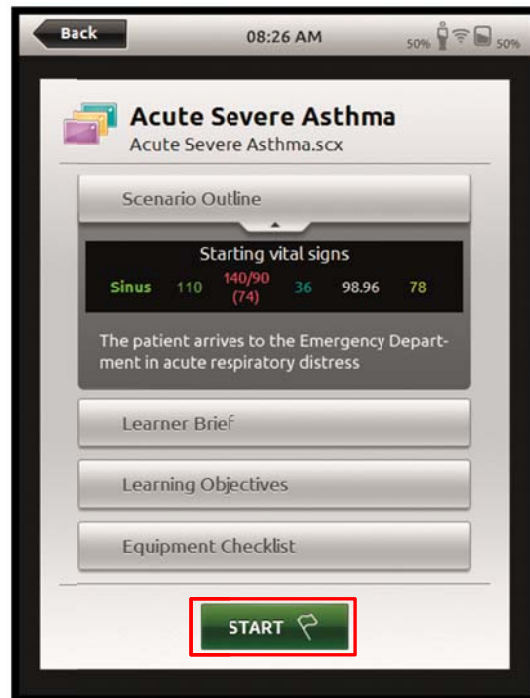 Back
08:26 AM
50%
50%
Acute Severe Asthma
Acute Severe Asthma.scx
Scenario Outline
Starting vital signs
Sinus 110 140/90 (74) 36 98.96 78
The patient arrives to the Emergency Depart-
ment in acute respiratory distress
Learner Brief
Learning Objectives
Equipment Checklist
START